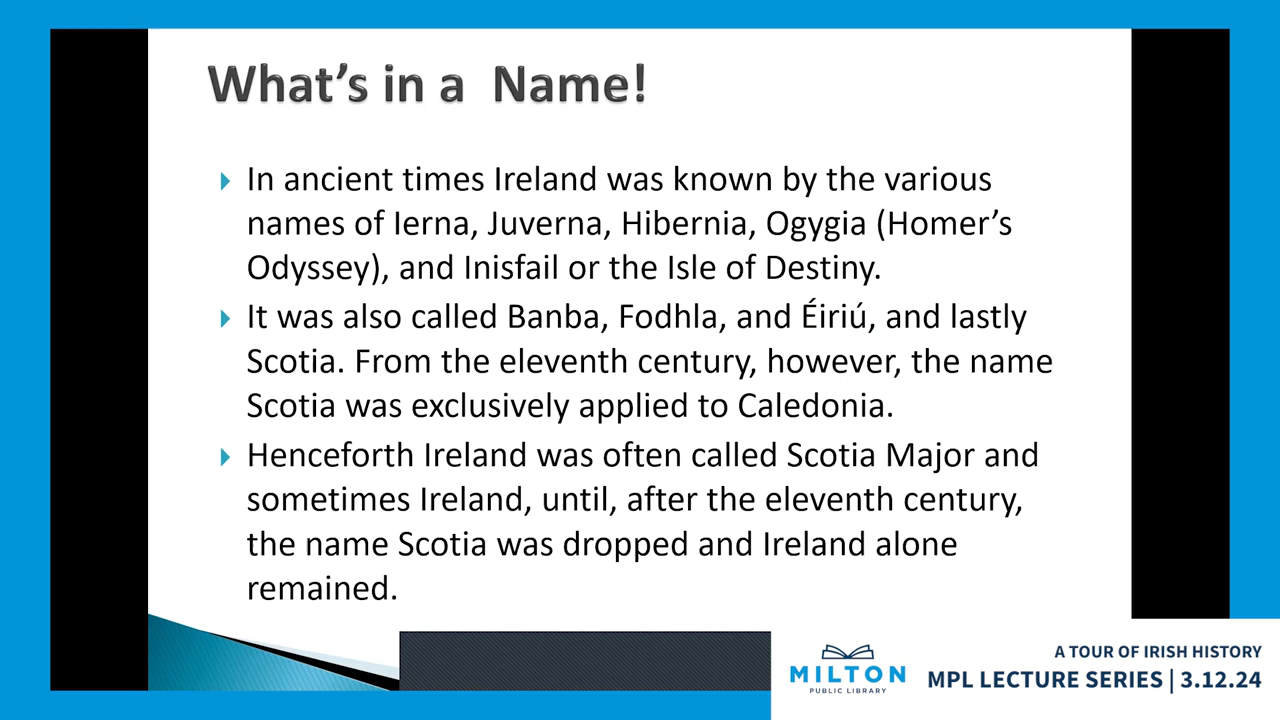 What's in a  Name!
In ancient times Ireland was known by the various
names of Ierna, Juverna, Hibernia, Ogygia (Homer's
Odyssey), and Inisfail or the Isle of Destiny.
It was also called Banba, Fodhla, and Éiriú, and lastly
Scotia. From the eleventh century, however, the name
Scotia was exclusively applied to Caledonia.
Henceforth Ireland was often called Scotia Major and
sometimes Ireland, until, after the eleventh century,
the name Scotia was dropped and Ireland alone
remained.
MILTON
PUBLIC LIBRARY
A TOUR OF IRISH HISTORY
MPL LECTURE SERIES | 3.12.24